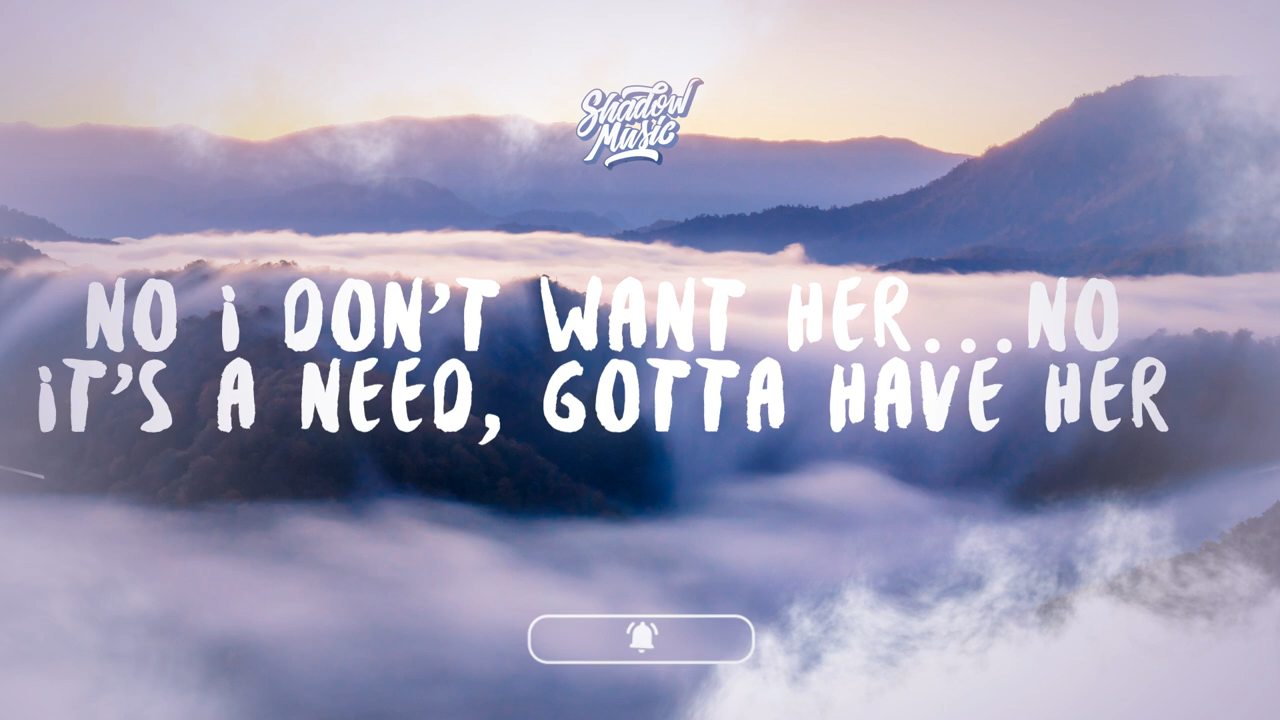 Shadow
Music
NO i DON'T WANT HER...NO
iT'S A NEED, GOTTA HAVE HER